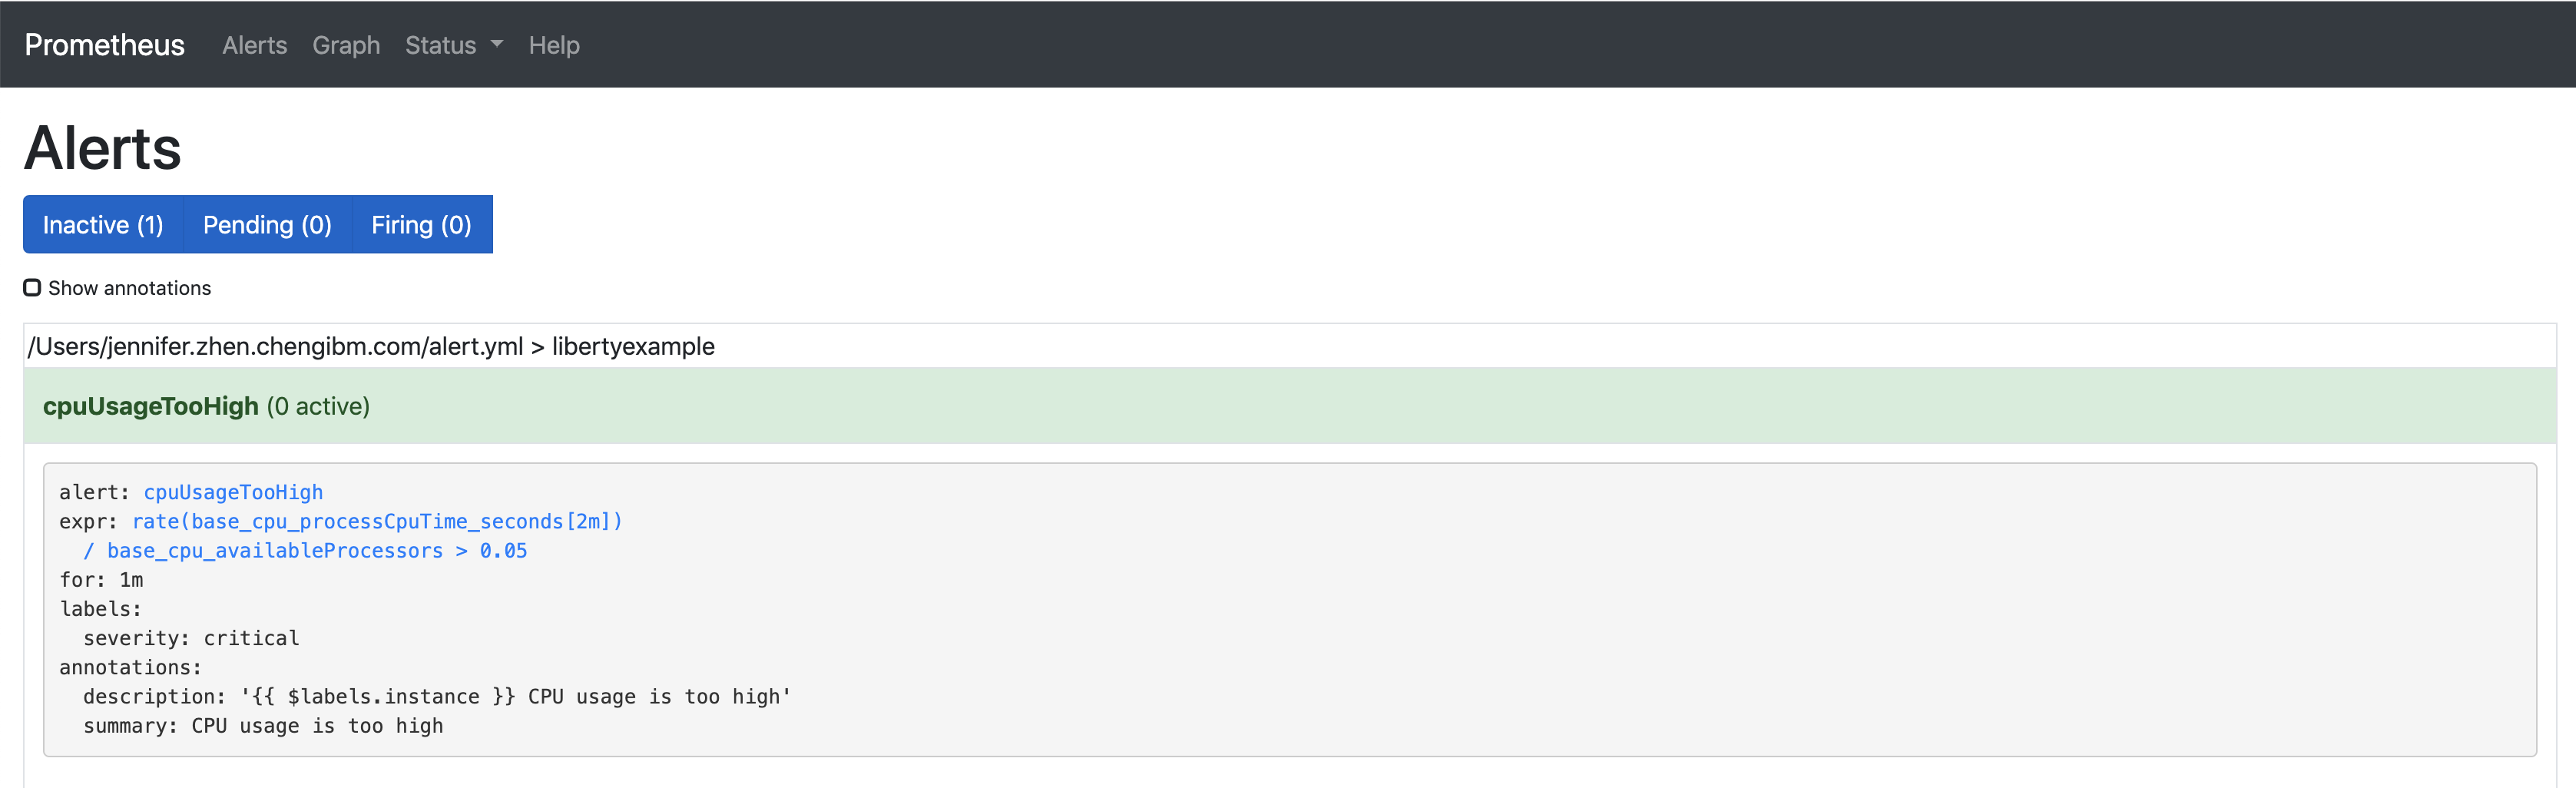 Prometheus Alerts Graph Status Help
Alerts
Inactive (1) Pending (0) Firing (0)
Show annotations
/Users/jennifer.zhen.chengibm.com/alert.yml > libertyexample
cpuUsageTooHigh (0 active)
alert: cpuUsageTooHigh
expr: rate(base_cpu_processCpuTime_seconds[2m])
  / base_cpu_availableProcessors > 0.05
for: 1m
labels:
  severity: critical
annotations:
  description: '{{ $labels.instance }} CPU usage is too high'
  summary: CPU usage is too high